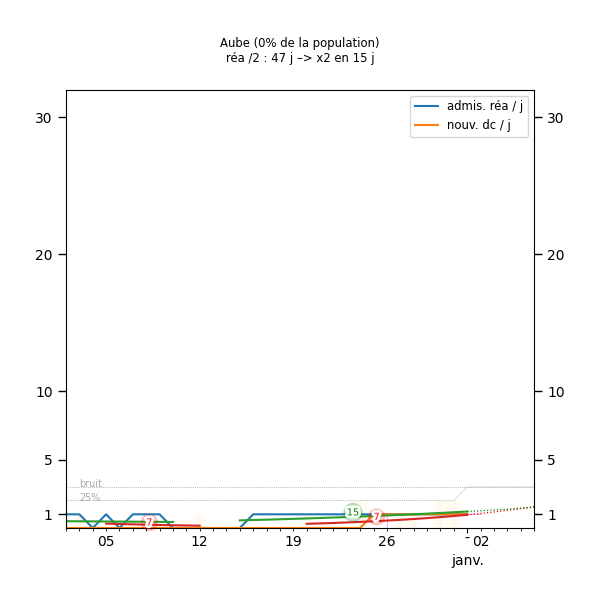 Aube (0% de la population)
réa /2 : 47 j –> x2 en 15 j
admis. réa / j
nouv. dc / j
30 30
20 20
10 10
5 5
bruit
25%
1 7 15 7 1
05 12 19 26 02
janv.